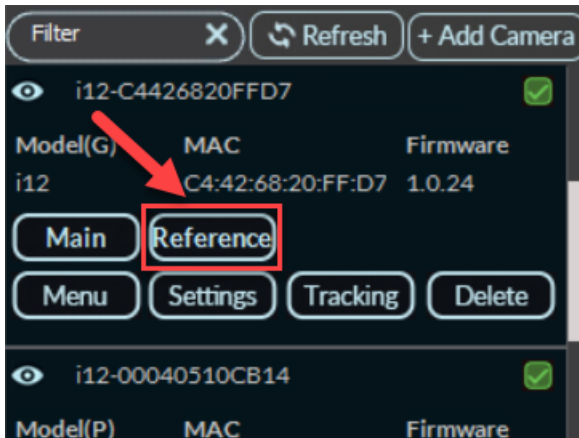 Filter Refresh + Add Camera
i12-C4426820FFD7
Model(G) MAC Firmware
i12 C4:42:68:20:FF:D7 1.0.24
Main Reference
Menu Settings Tracking Delete
i12-00040510CB14
Model(P) MAC Firmware